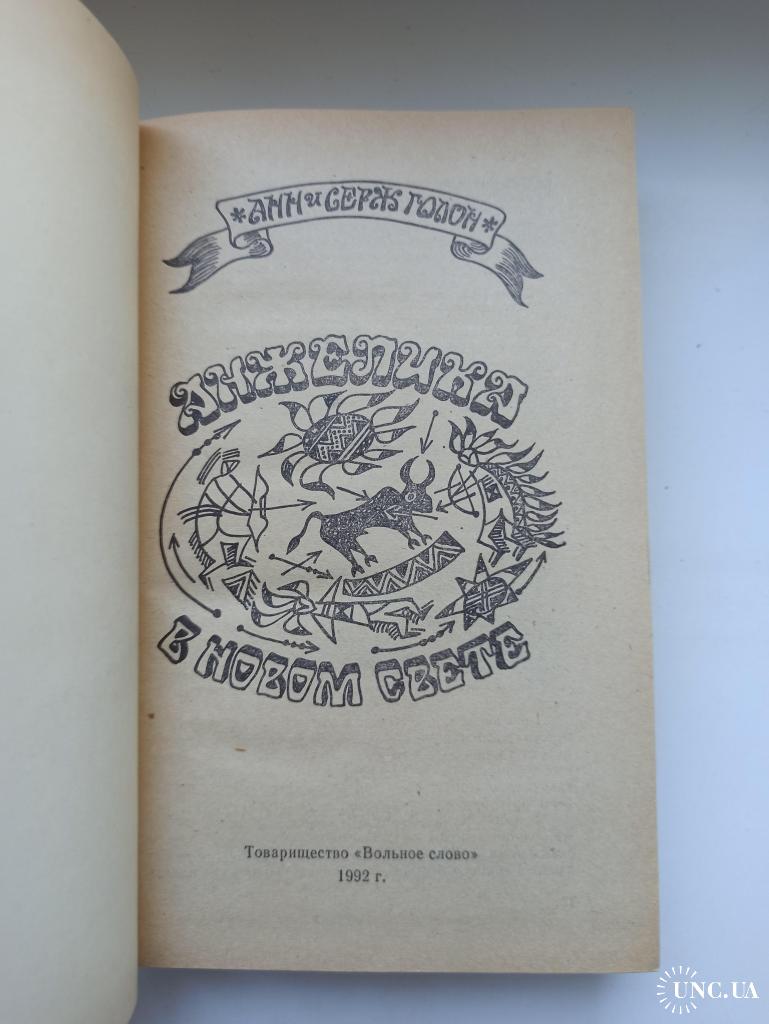 *АНН и СЕРЖ ГОЛОН*
АНЖЕЛИКА
В НОВОМ СВЕТЕ
Товарищество «Вольное слово»
1992 г.
UNC.UA